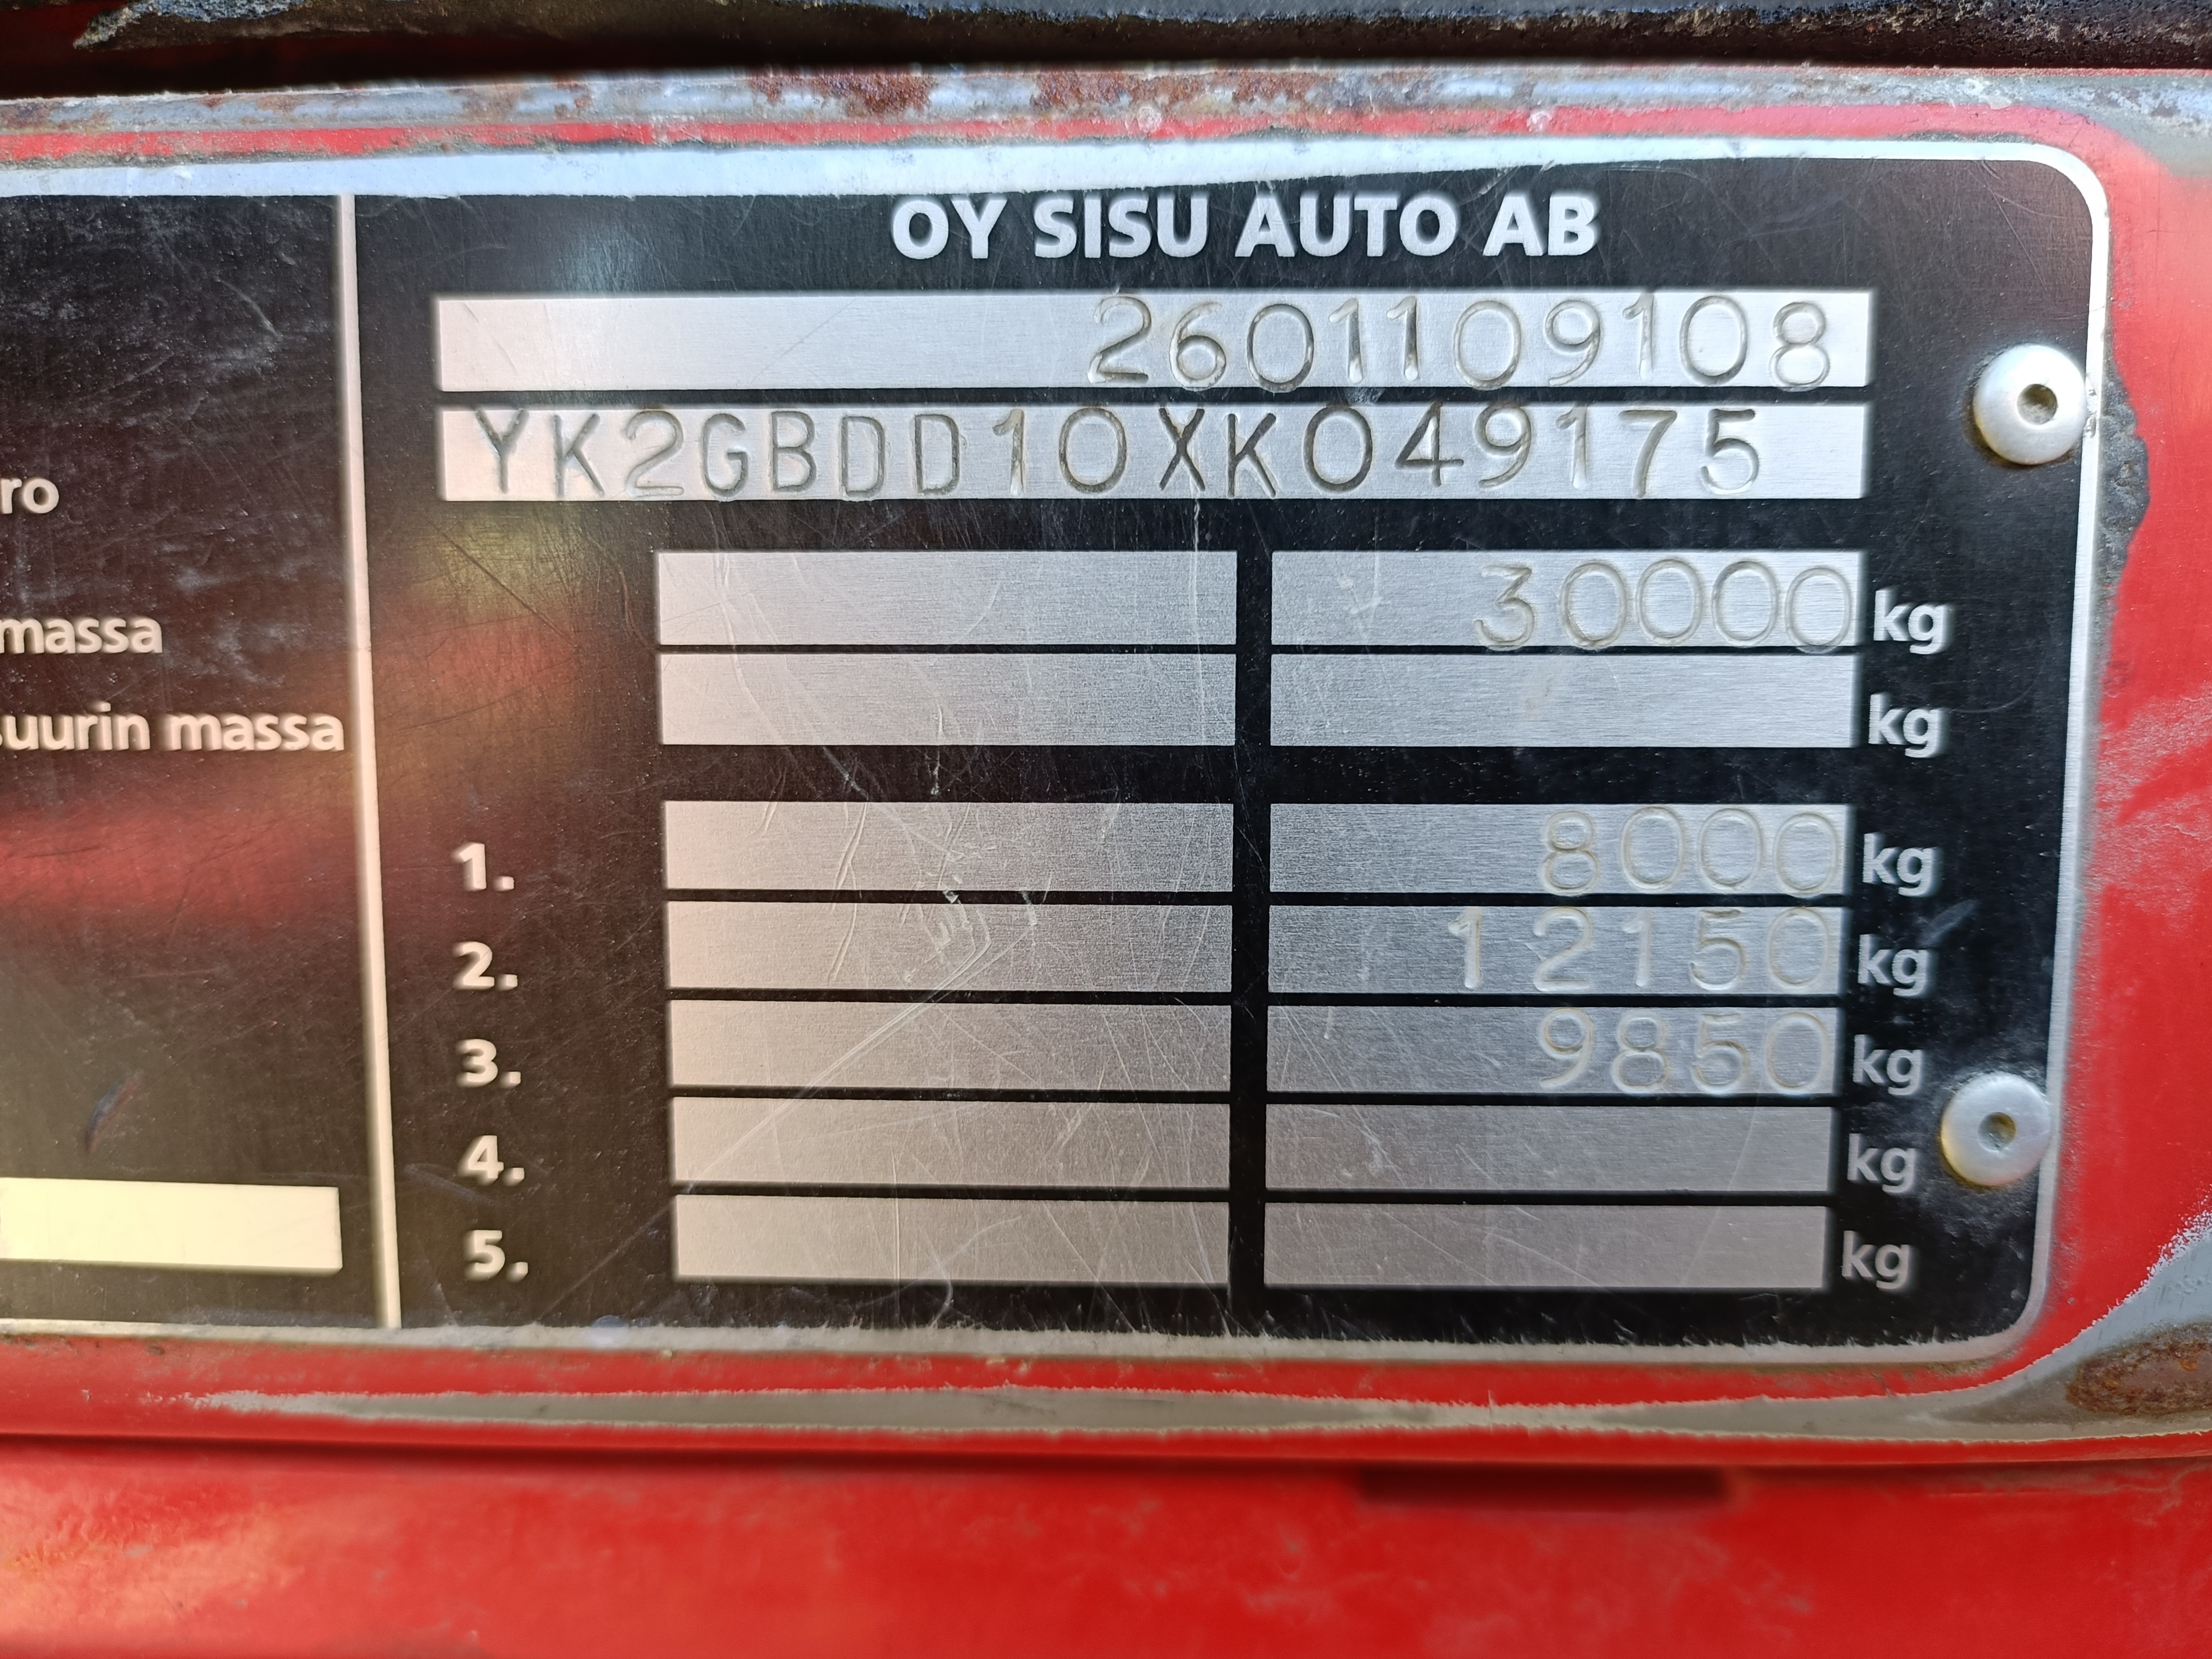 OY SISU AUTO AB
2601109108
YK2GBDD10XK049175
ro
massa 30000 kg
suurin massa kg
1. 8000 kg
2. 12150 kg
3. 9850 kg
4. kg
5. kg